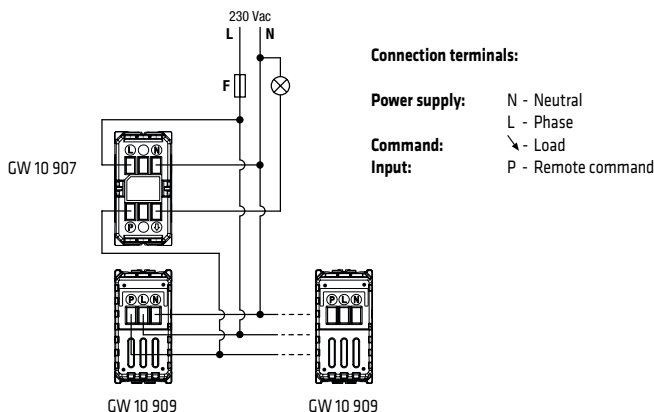 230 Vac
L N
F
Connection terminals:
Power supply: N - Neutral
L - Phase
Command: - Load
Input: P - Remote command
GW 10 907
L N
P
P L N
P L N
GW 10 909
GW 10 909